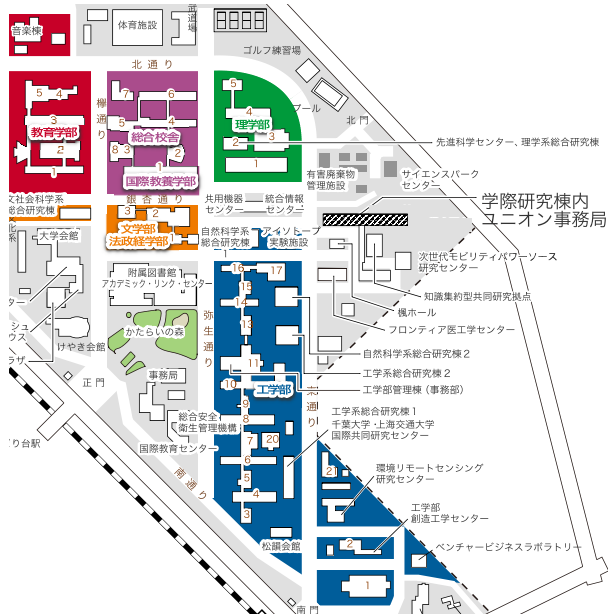 音楽棟
体育施設
武道場
ゴルフ練習場
北通り
プール
北門
欅通り
5
4
3
教育学部
2
1
7
6
5
4
総合校舎
8
3
2
1
国際教養学部
5
4
理学部
3
2
1
先進科学センター、理学系総合研究棟
有害廃棄物
管理施設
サイエンスパーク
センター
学際研究棟内
ユニオン事務局
銀杏通り
文社会科学系
総合研究棟
3
2
文学部
法政経学部
1
共用機器
センター
統合情報
センター
自然科学系
総合研究棟
1
アイソトープ
実験施設
大学会館
附属図書館
アカデミック・リンク・センター
次世代モビリティパワーソース
研究センター
知識集約型共同研究拠点
楓ホール
フロンティア医工学センター
自然科学系総合研究棟2
工学系総合研究棟2
工学部管理棟(事務部)
16
17
15
14
13
11
10
工学部
9
8
7
20
6
5
4
3
弥生通り
かたらいの森
けやき会館
事務局
正門
総合安全
衛生管理機構
国際教育センター
南通り
東通り
工学系総合研究棟1
千葉大学・上海交通大学
国際共同研究センター
21
環境リモートセンシング
研究センター
工学部
創造工学センター
ベンチャービジネスラボラトリー
松韻会館
2
1
南門
ター
シュ
ウス
ラザ
り台駅